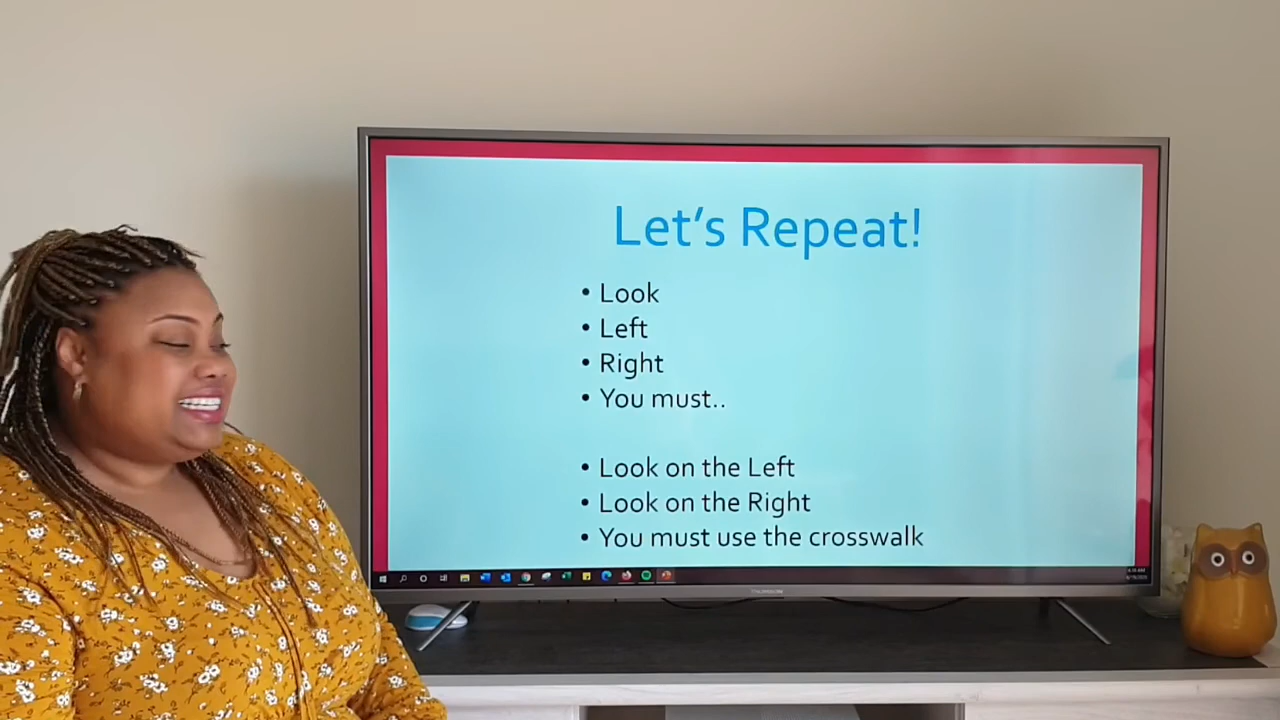 Let's Repeat!
• Look
• Left
• Right
• You must..
• Look on the Left
• Look on the Right
• You must use the crosswalk